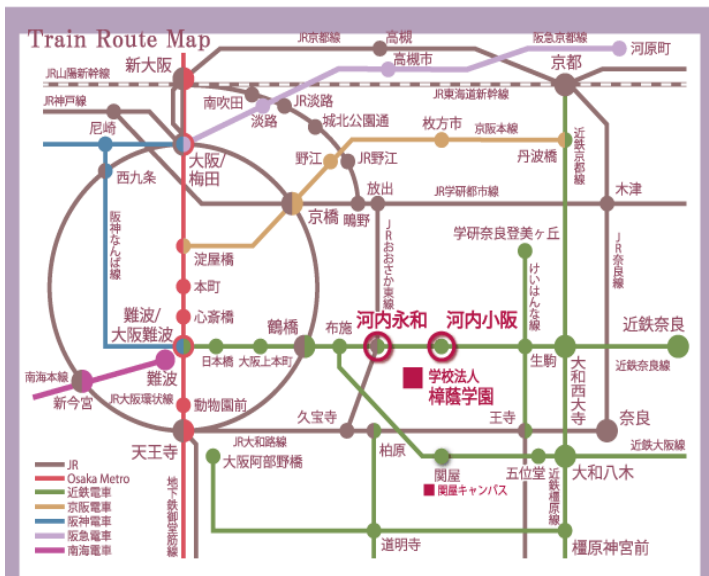 Train Route Map
JR京都線
高槻
阪急京都線
河原町
新大阪
高槻市
京都
JR山陽新幹線
JR東海道新幹線
南吹田
淡路
JR淡路
JR神戸線
城北公園通
尼崎
枚方市
京阪本線
近鉄京都線
大阪/
梅田
野江
JR野江
丹波橋
西九条
放出
JR学研都市線
木津
京橋
鴫野
阪神なんば線
JRおおさか東線
学研奈良登美ヶ丘
JR奈良線
淀屋橋
けいはんな線
本町
難波/
大阪難波
心斎橋
鶴橋
布施
河内永和
河内小阪
近鉄奈良
日本橋
大阪上本町
生駒
近鉄奈良線
大和西大寺
南海本線
難波
学校法人
樟蔭学園
新今宮
JR大阪環状線
動物園前
久宝寺
王寺
奈良
天王寺
JR大和路線
柏原
近鉄大阪線
大阪阿部野橋
関屋
五位堂
大和八木
関屋キャンパス
JR
Osaka Metro
近鉄電車
京阪電車
阪神電車
阪急電車
南海電車
地下鉄御堂筋線
近鉄橿原線
道明寺
橿原神宮前